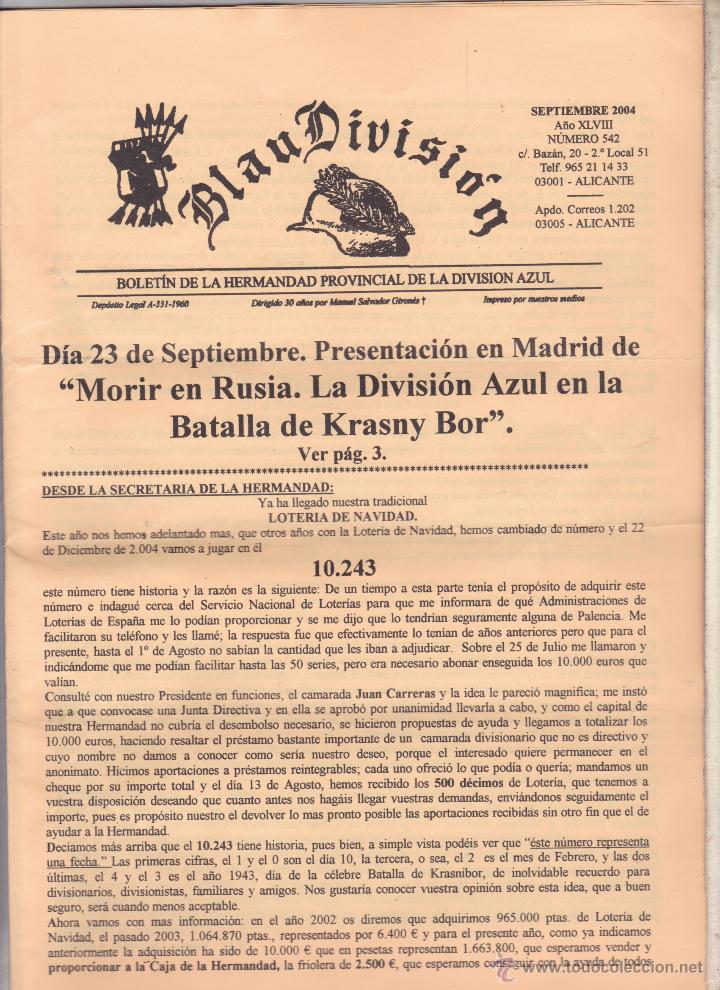 Blau División
SEPTIEMBRE 2004
Año XLVIII
NÚMERO 542
c/. Bazán, 20 - 2.º Local 51
Telf. 965 21 14 33
03001 - ALICANTE
Apdo. Correos 1.202
03005 - ALICANTE
BOLETÍN DE LA HERMANDAD PROVINCIAL DE LA DIVISION AZUL
Depósito Legal A-331-1960 Dirigido 30 años por Manuel Salvador Gironés † Impreso por nuestros medios
Día 23 de Septiembre. Presentación en Madrid de
“Morir en Rusia. La División Azul en la
Batalla de Krasny Bor”.
Ver pág. 3.
DESDE LA SECRETARIA DE LA HERMANDAD:
Ya ha llegado nuestra tradicional
LOTERIA DE NAVIDAD.
Este año nos hemos adelantado mas, que otros años con la Lotería de Navidad, hemos cambiado de número y el 22
de Diciembre de 2.004 vamos a jugar en él
10.243
este número tiene historia y la razón es la siguiente: De un tiempo a esta parte tenía el propósito de adquirir este
número e indagué cerca del Servicio Nacional de Loterías para que me informara de qué Administraciones de
Loterías de España me lo podían proporcionar y se me dijo que lo tendrían seguramente alguna de Palencia. Me
facilitaron su teléfono y les llamé; la respuesta fue que efectivamente lo tenían de años anteriores pero que para el
presente, hasta el 1º de Agosto no sabían la cantidad que les iban a adjudicar. Sobre el 25 de Julio me llamaron y
indicándome que me podían facilitar hasta las 50 series, pero era necesario abonar enseguida los 10.000 euros que
valían.
Consulté con nuestro Presidente en funciones, el camarada Juan Carreras y la idea le pareció magnifica; me instó
que a que convocase una Junta Directiva y en ella se aprobó por unanimidad llevarla a cabo, y como el capital de
nuestra Hermandad no cubría el desembolso necesario, se hicieron propuestas de ayuda y llegamos a totalizar los
10.000 euros, haciendo resaltar el préstamo bastante importante de un camarada divisionario que no es directivo y
cuyo nombre no damos a conocer como sería nuestro deseo, porque el interesado quiere permanecer en el
anonimato. Hicimos aportaciones a préstamos reintegrables; cada uno ofreció lo que podía o quería; mandamos un
cheque por su importe total y el día 13 de Agosto, hemos recibido los 500 décimos de Lotería, que tenemos a
vuestra disposición deseando que cuanto antes nos hagáis llegar vuestras demandas, enviándonos seguidamente el
importe, pues es propósito nuestro el devolver lo mas pronto posible las aportaciones recibidas sin otro fin que el de
ayudar a la Hermandad.
Decíamos más arriba que el 10.243 tiene historia, pues bien, a simple vista podéis ver que “éste número representa
una fecha.” Las primeras cifras, el 1 y el 0 son el día 10, la tercera, o sea, el 2 es el mes de Febrero, y las dos
últimas, el 4 y el 3 es el año 1943, día de la célebre Batalla de Krasnibor, de inolvidable recuerdo para
divisionarios, divisionistas, familiares y amigos. Nos gustaría conocer vuestra opinión sobre esta idea, que a buen
seguro, será cuando menos aceptable.
Ahora vamos con mas información: en el año 2002 os diremos que adquirimos 965.000 ptas. de Lotería de
Navidad, el pasado 2003, 1.064.870 ptas., representados por 6.400 € y para el presente año, como ya indicamos
anteriormente la adquisición ha sido de 10.000 € que en pesetas representan 1.663.800, que esperamos vender y
proporcionar a la Caja de la Hermandad, la friolera de 2.500 €, que esperamos conseguir con la ayuda de todos
todocoleccion.net